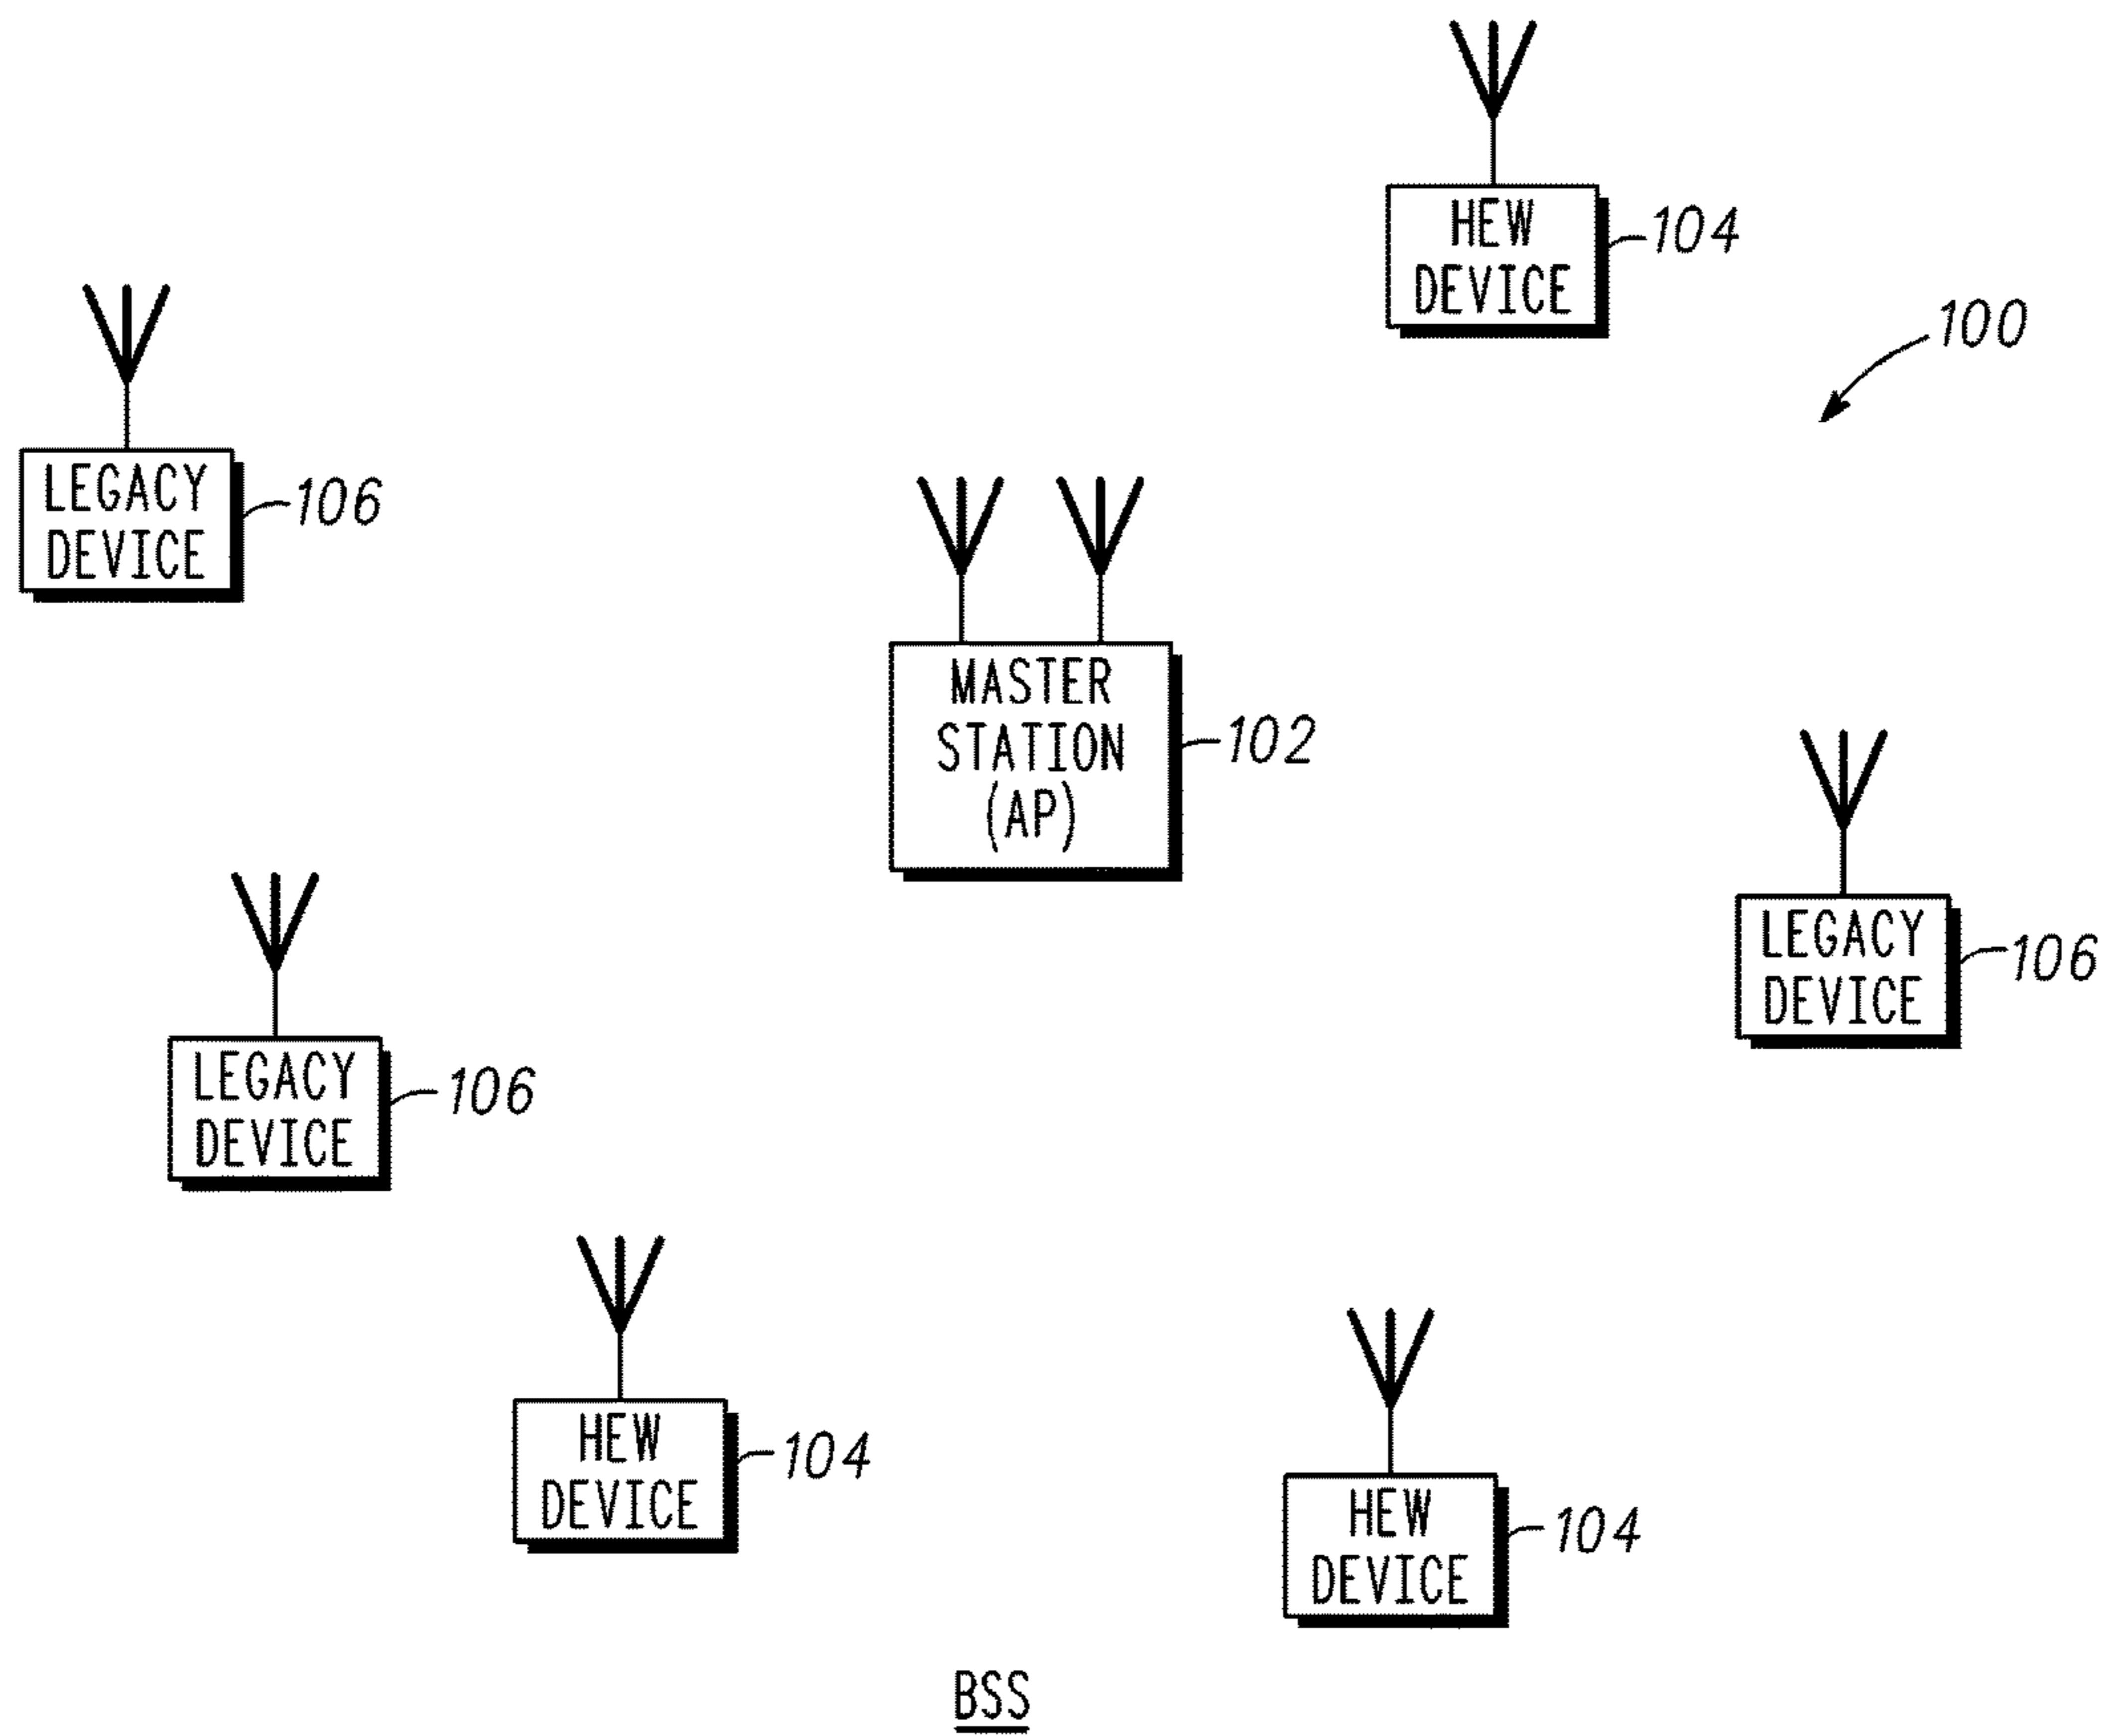 HEW
DEVICE
104
100
LEGACY
DEVICE
106
MASTER
STATION
(AP)
102
LEGACY
DEVICE
106
LEGACY
DEVICE
106
HEW
DEVICE
104
HEW
DEVICE
104
BSS